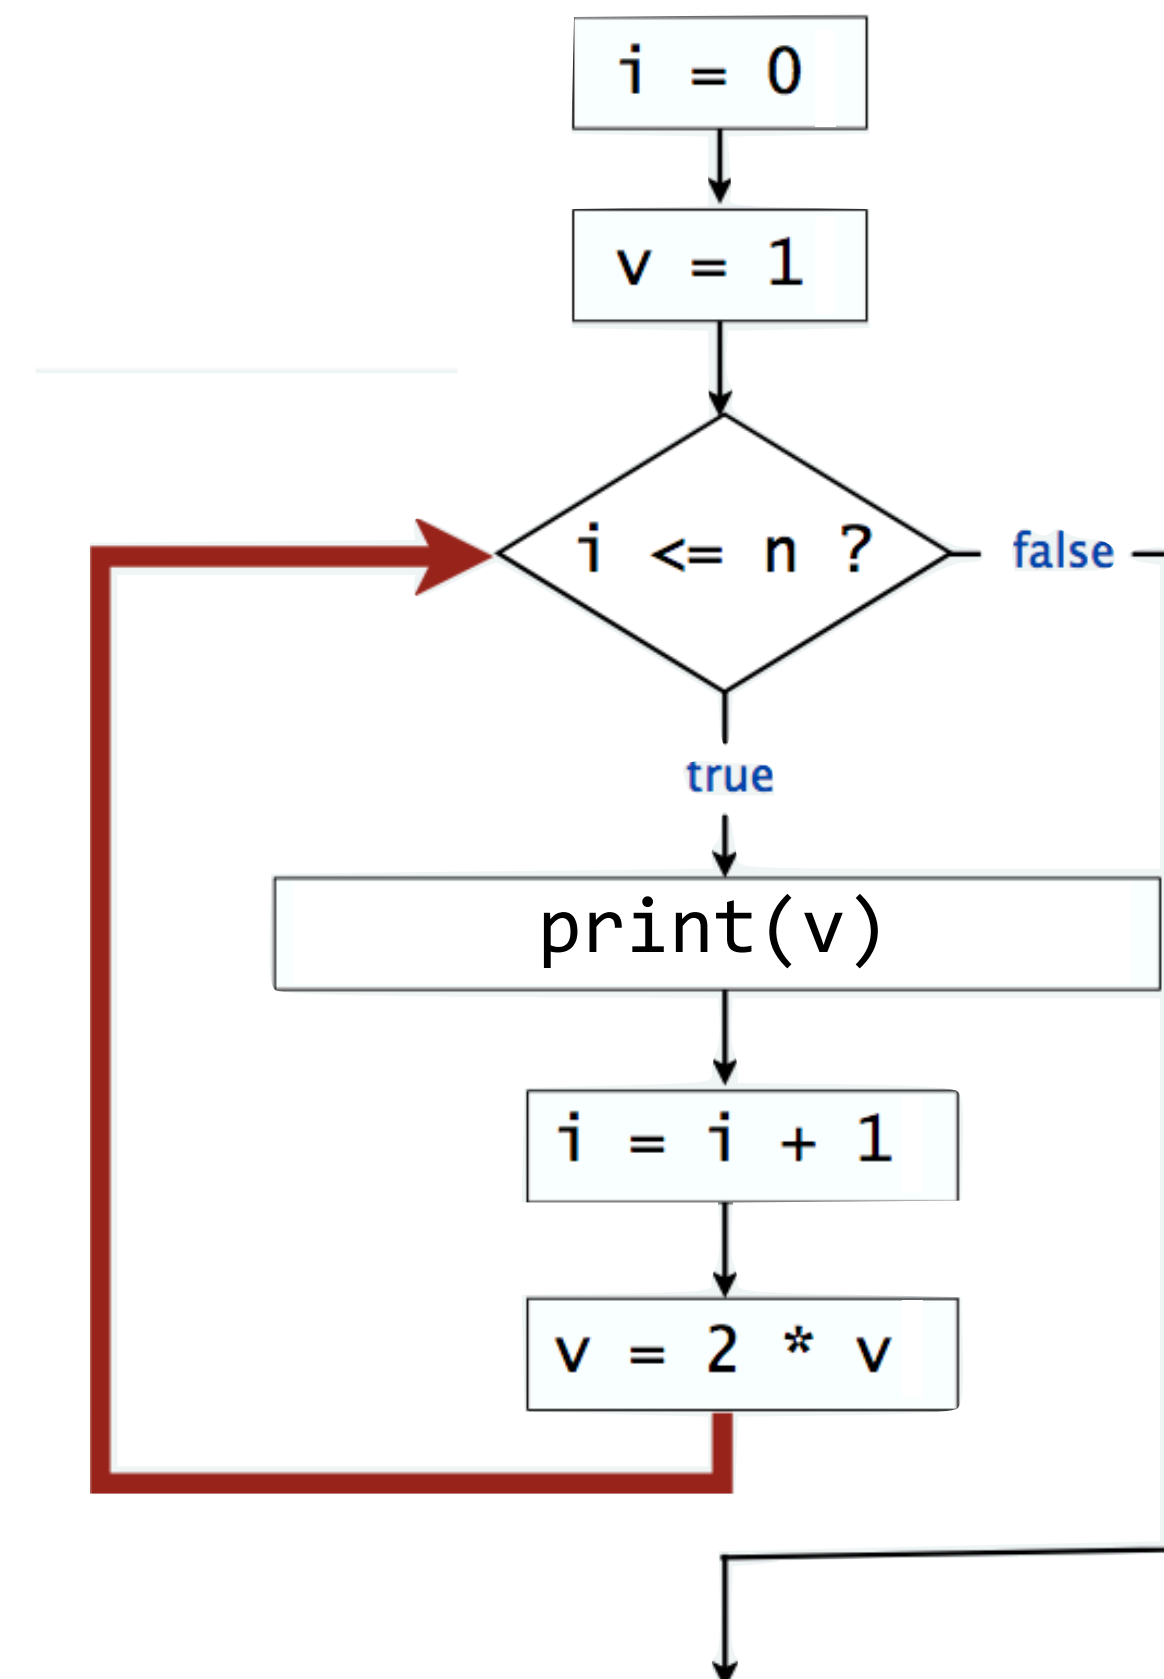 i = 0
v = 1
i <= n ?
false
true
print(v)
i = i + 1
v = 2 * v